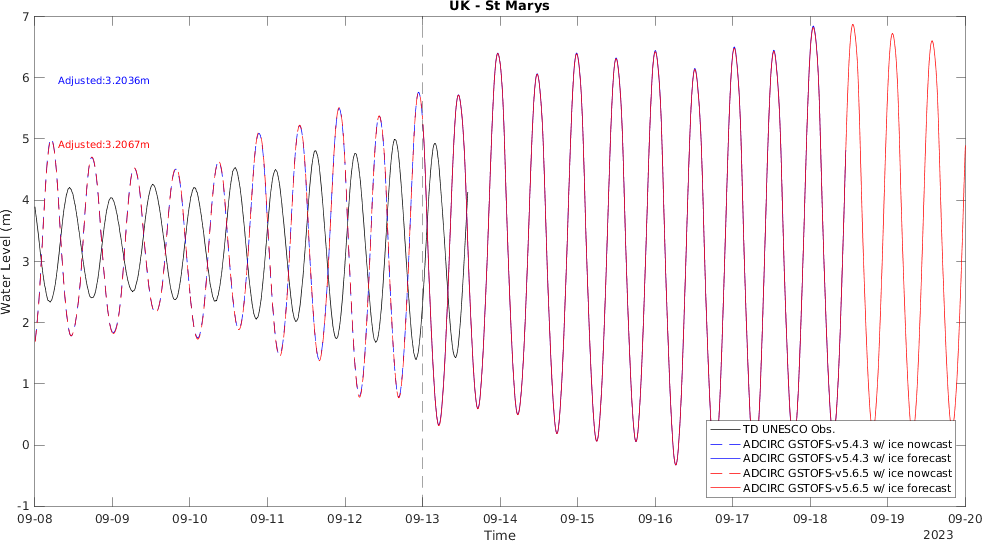 UK - St Marys
7
6
5
4
3
2
1
0
-1
Water Level (m)
Adjusted:3.2036m
Adjusted:3.2067m
TD UNESCO Obs.
ADCIRC GSTOFS-v5.4.3 w/ ice nowcast
ADCIRC GSTOFS-v5.4.3 w/ ice forecast
ADCIRC GSTOFS-v5.6.5 w/ ice nowcast
ADCIRC GSTOFS-v5.6.5 w/ ice forecast
09-08 09-09 09-10 09-11 09-12 09-13 09-14 09-15 09-16 09-17 09-18 09-19 09-20
Time
2023